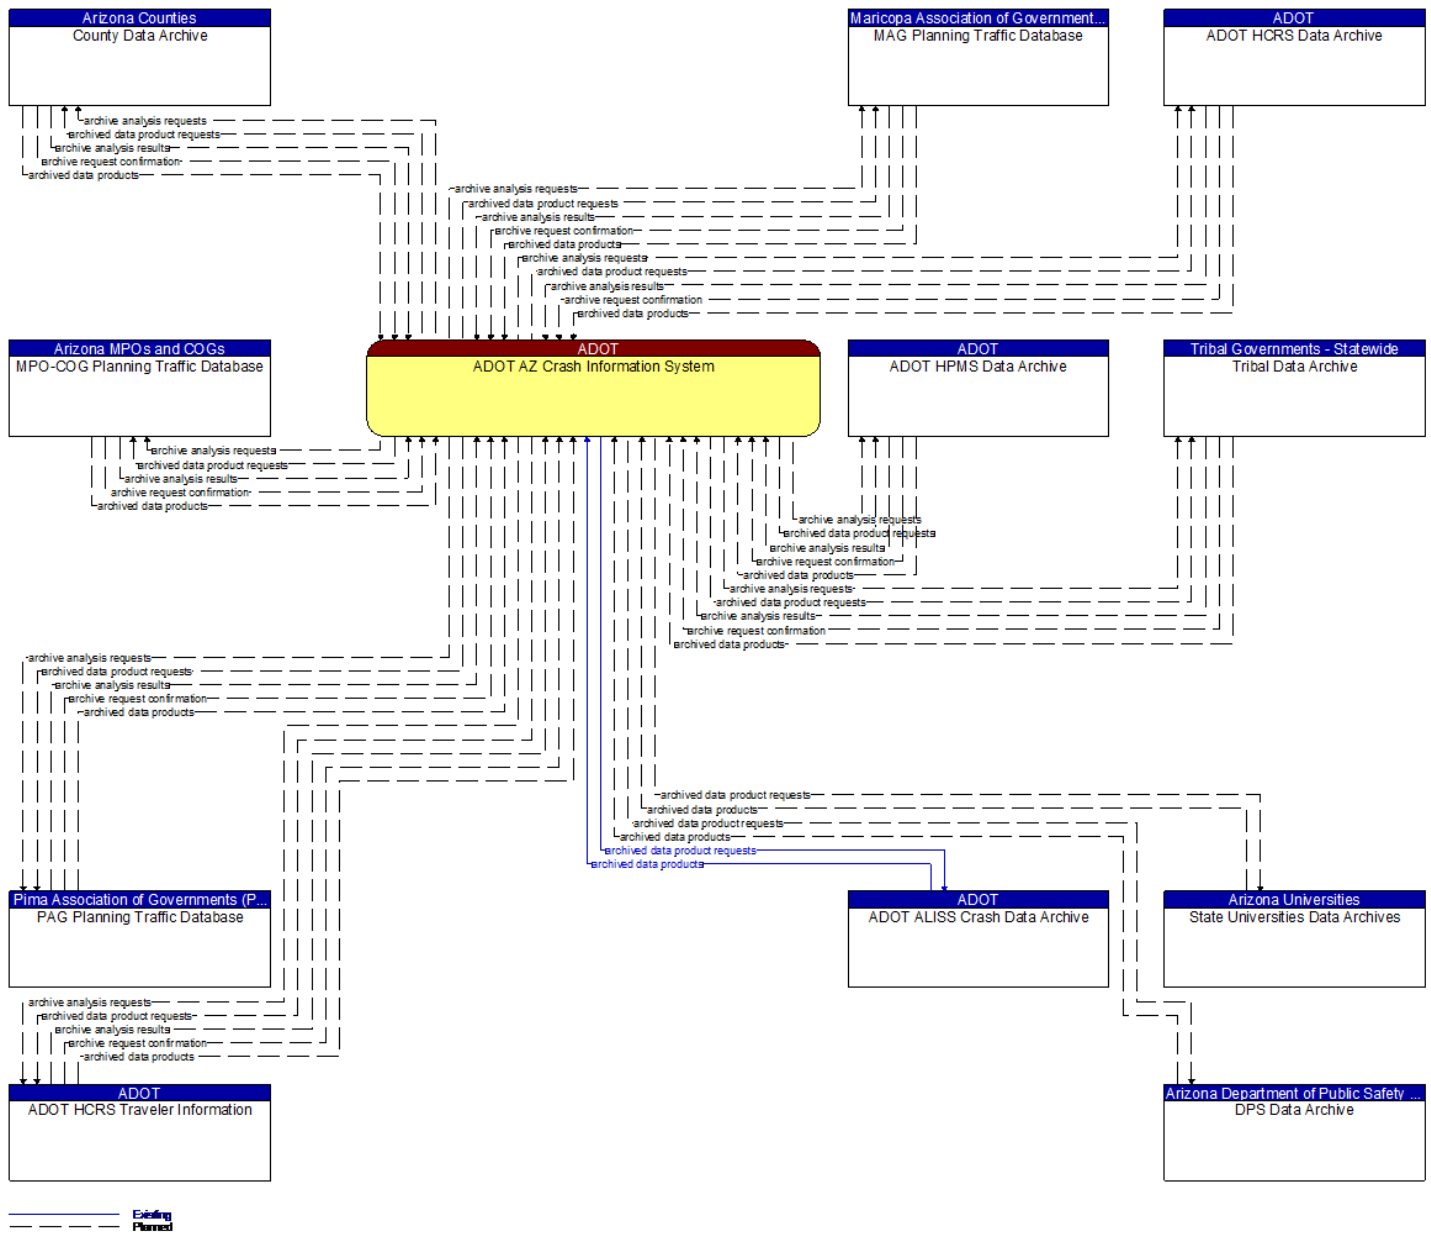 Arizona Counties
County Data Archive
Maricopa Association of Government...
MAG Planning Traffic Database
ADOT
ADOT HCRS Data Archive
archive analysis requests
archived data product requests
archive analysis results
archive request confirmation
archived data products
archive analysis requests
archived data product requests
archive analysis results
archive request confirmation
archived data products
archive analysis requests
archived data product requests
archive analysis results
archive request confirmation
archived data products
Arizona MPOs and COGs
MPO-COG Planning Traffic Database
ADOT
ADOT AZ Crash Information System
ADOT
ADOT HPMS Data Archive
Tribal Governments - Statewide
Tribal Data Archive
archive analysis requests
archived data product requests
archive analysis results
archive request confirmation
archived data products
archive analysis requests
archived data product requests
archive analysis results
archive request confirmation
archived data products
archive analysis requests
archived data product requests
archive analysis results
archive request confirmation
archived data products
archive analysis requests
archived data product requests
archive analysis results
archive request confirmation
archived data products
archived data product requests
archived data products
archived data product requests
archived data products
archived data product requests
archived data products
Pima Association of Governments (P...
PAG Planning Traffic Database
ADOT
ADOT ALISS Crash Data Archive
Arizona Universities
State Universities Data Archives
archive analysis requests
archived data product requests
archive analysis results
archive request confirmation
archived data products
ADOT
ADOT HCRS Traveler Information
Arizona Department of Public Safety ...
DPS Data Archive
Existing
Planned